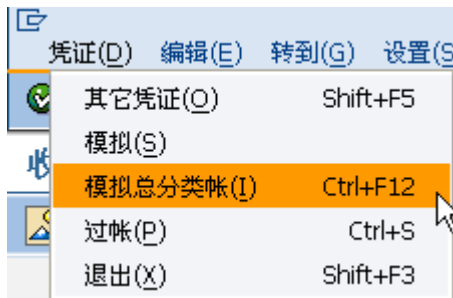 凭证(D) 编辑(E) 转到(G) 设置(S
其它凭证(O) Shift+F5
模拟(S)
收
模拟总分类帐(I) Ctrl+F12
过帐(P) Ctrl+S
退出(X) Shift+F3